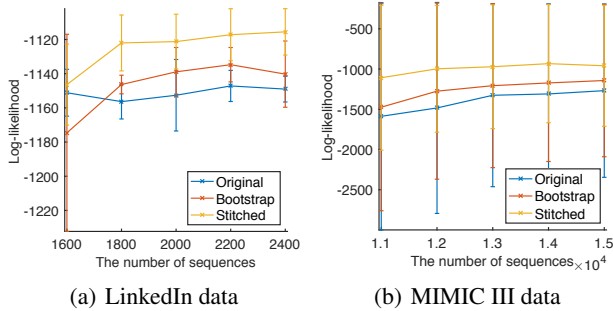 -1120
-1140
-1160
-1180
-1200
-1220
Log-likelihood
Original
Bootstrap
Stitched
1600 1800 2000 2200 2400
The number of sequences
(a) LinkedIn data
-500
-1000
-1500
-2000
-2500
Log-likelihood
Original
Bootstrap
Stitched
1.1 1.2 1.3 1.4 1.5
The number of sequences ×10⁴
(b) MIMIC III data